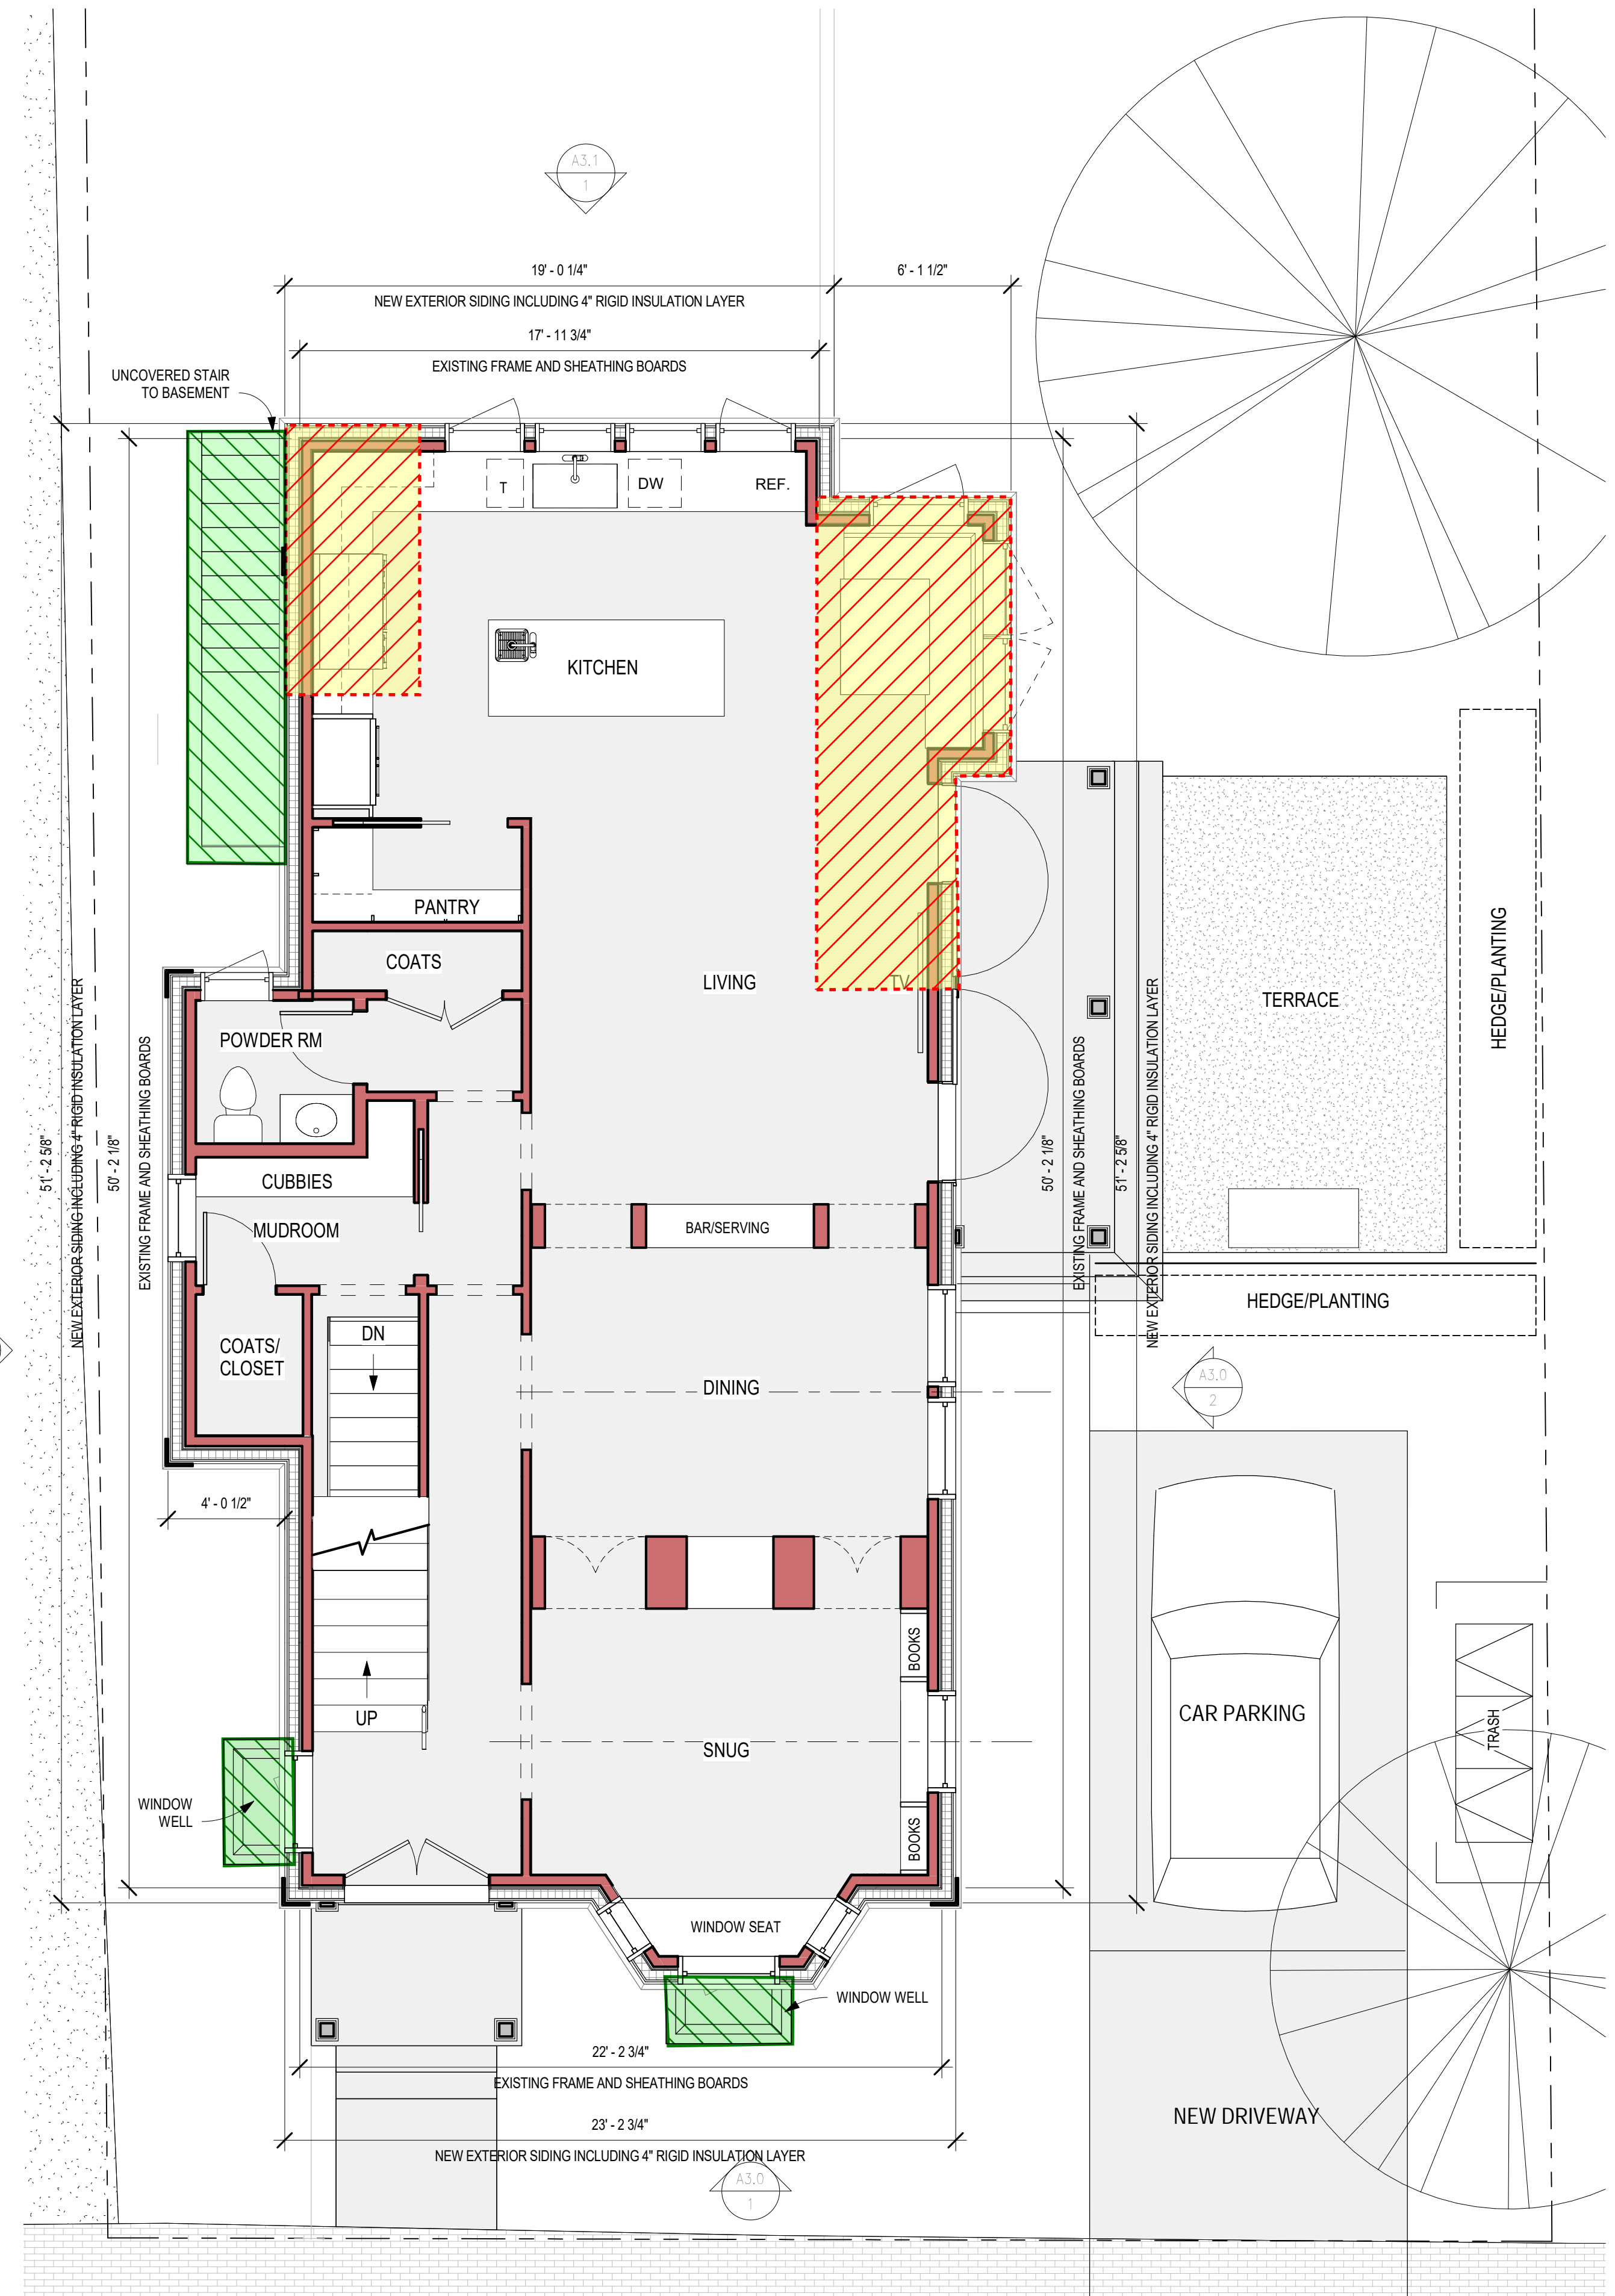 A3.1
1
19' - 0 1/4"
6' - 1 1/2"
NEW EXTERIOR SIDING INCLUDING 4" RIGID INSULATION LAYER
17' - 11 3/4"
EXISTING FRAME AND SHEATHING BOARDS
UNCOVERED STAIR
TO BASEMENT
T
DW
REF.
KITCHEN
PANTRY
COATS
LIVING
TV
TERRACE
HEDGE/PLANTING
POWDER RM
CUBBIES
MUDROOM
BAR/SERVING
51' - 2 5/8"
NEW EXTERIOR SIDING INCLUDING 4" RIGID INSULATION LAYER
50' - 2 1/8"
EXISTING FRAME AND SHEATHING BOARDS
50' - 2 1/8"
EXISTING FRAME AND SHEATHING BOARDS
51' - 2 5/8"
NEW EXTERIOR SIDING INCLUDING 4" RIGID INSULATION LAYER
HEDGE/PLANTING
DN
COATS/
CLOSET
DINING
A3.0
2
4' - 0 1/2"
BOOKS
UP
SNUG
CAR PARKING
TRASH
WINDOW
WELL
BOOKS
WINDOW SEAT
WINDOW WELL
22' - 2 3/4"
EXISTING FRAME AND SHEATHING BOARDS
23' - 2 3/4"
NEW EXTERIOR SIDING INCLUDING 4" RIGID INSULATION LAYER
NEW DRIVEWAY
A3.0
1